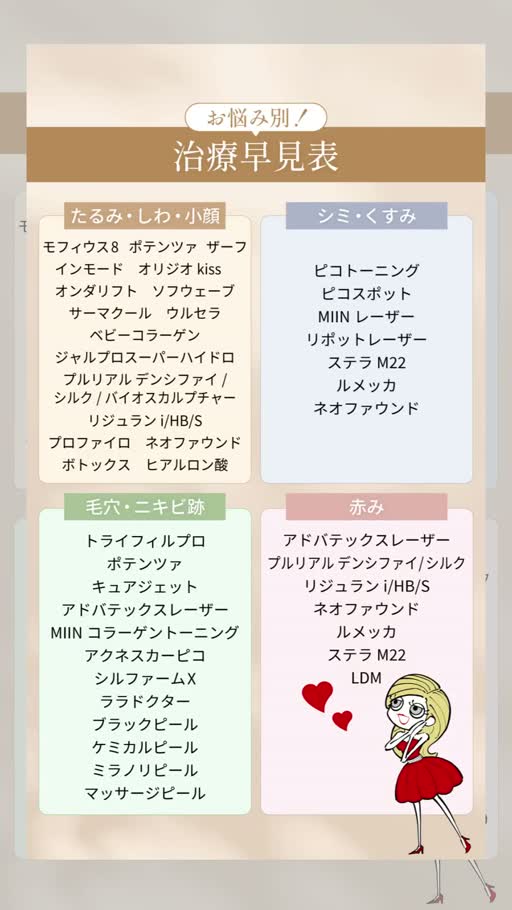 お悩み別！
治療早見表
たるみ・しわ・小顔
モフィウス8 ポテンツァ ザーフ
インモード オリジオ kiss
オンダリフト ソフウェーブ
サーマクール ウルセラ
ベビーコラーゲン
ジャルプロスーパーハイドロ
プルリアル デンシファイ /
シルク / バイオスカルプチャー
リジュラン i/HB/S
プロファイロ ネオファウンド
ボトックス ヒアルロン酸
シミ・くすみ
ピコトーニング
ピコスポット
MIIN レーザー
リポットレーザー
ステラ M22
ルメッカ
ネオファウンド
毛穴・ニキビ跡
トライフィルプロ
ポテンツァ
キュアジェット
アドバテックスレーザー
MIIN コラーゲントーニング
アクネスカーピコ
シルファームX
ララドクター
ブラックピール
ケミカルピール
ミラノリピール
マッサージピール
赤み
アドバテックスレーザー
プルリアル デンシファイ/ シルク
リジュラン i/HB/S
ネオファウンド
ルメッカ
ステラ M22
LDM